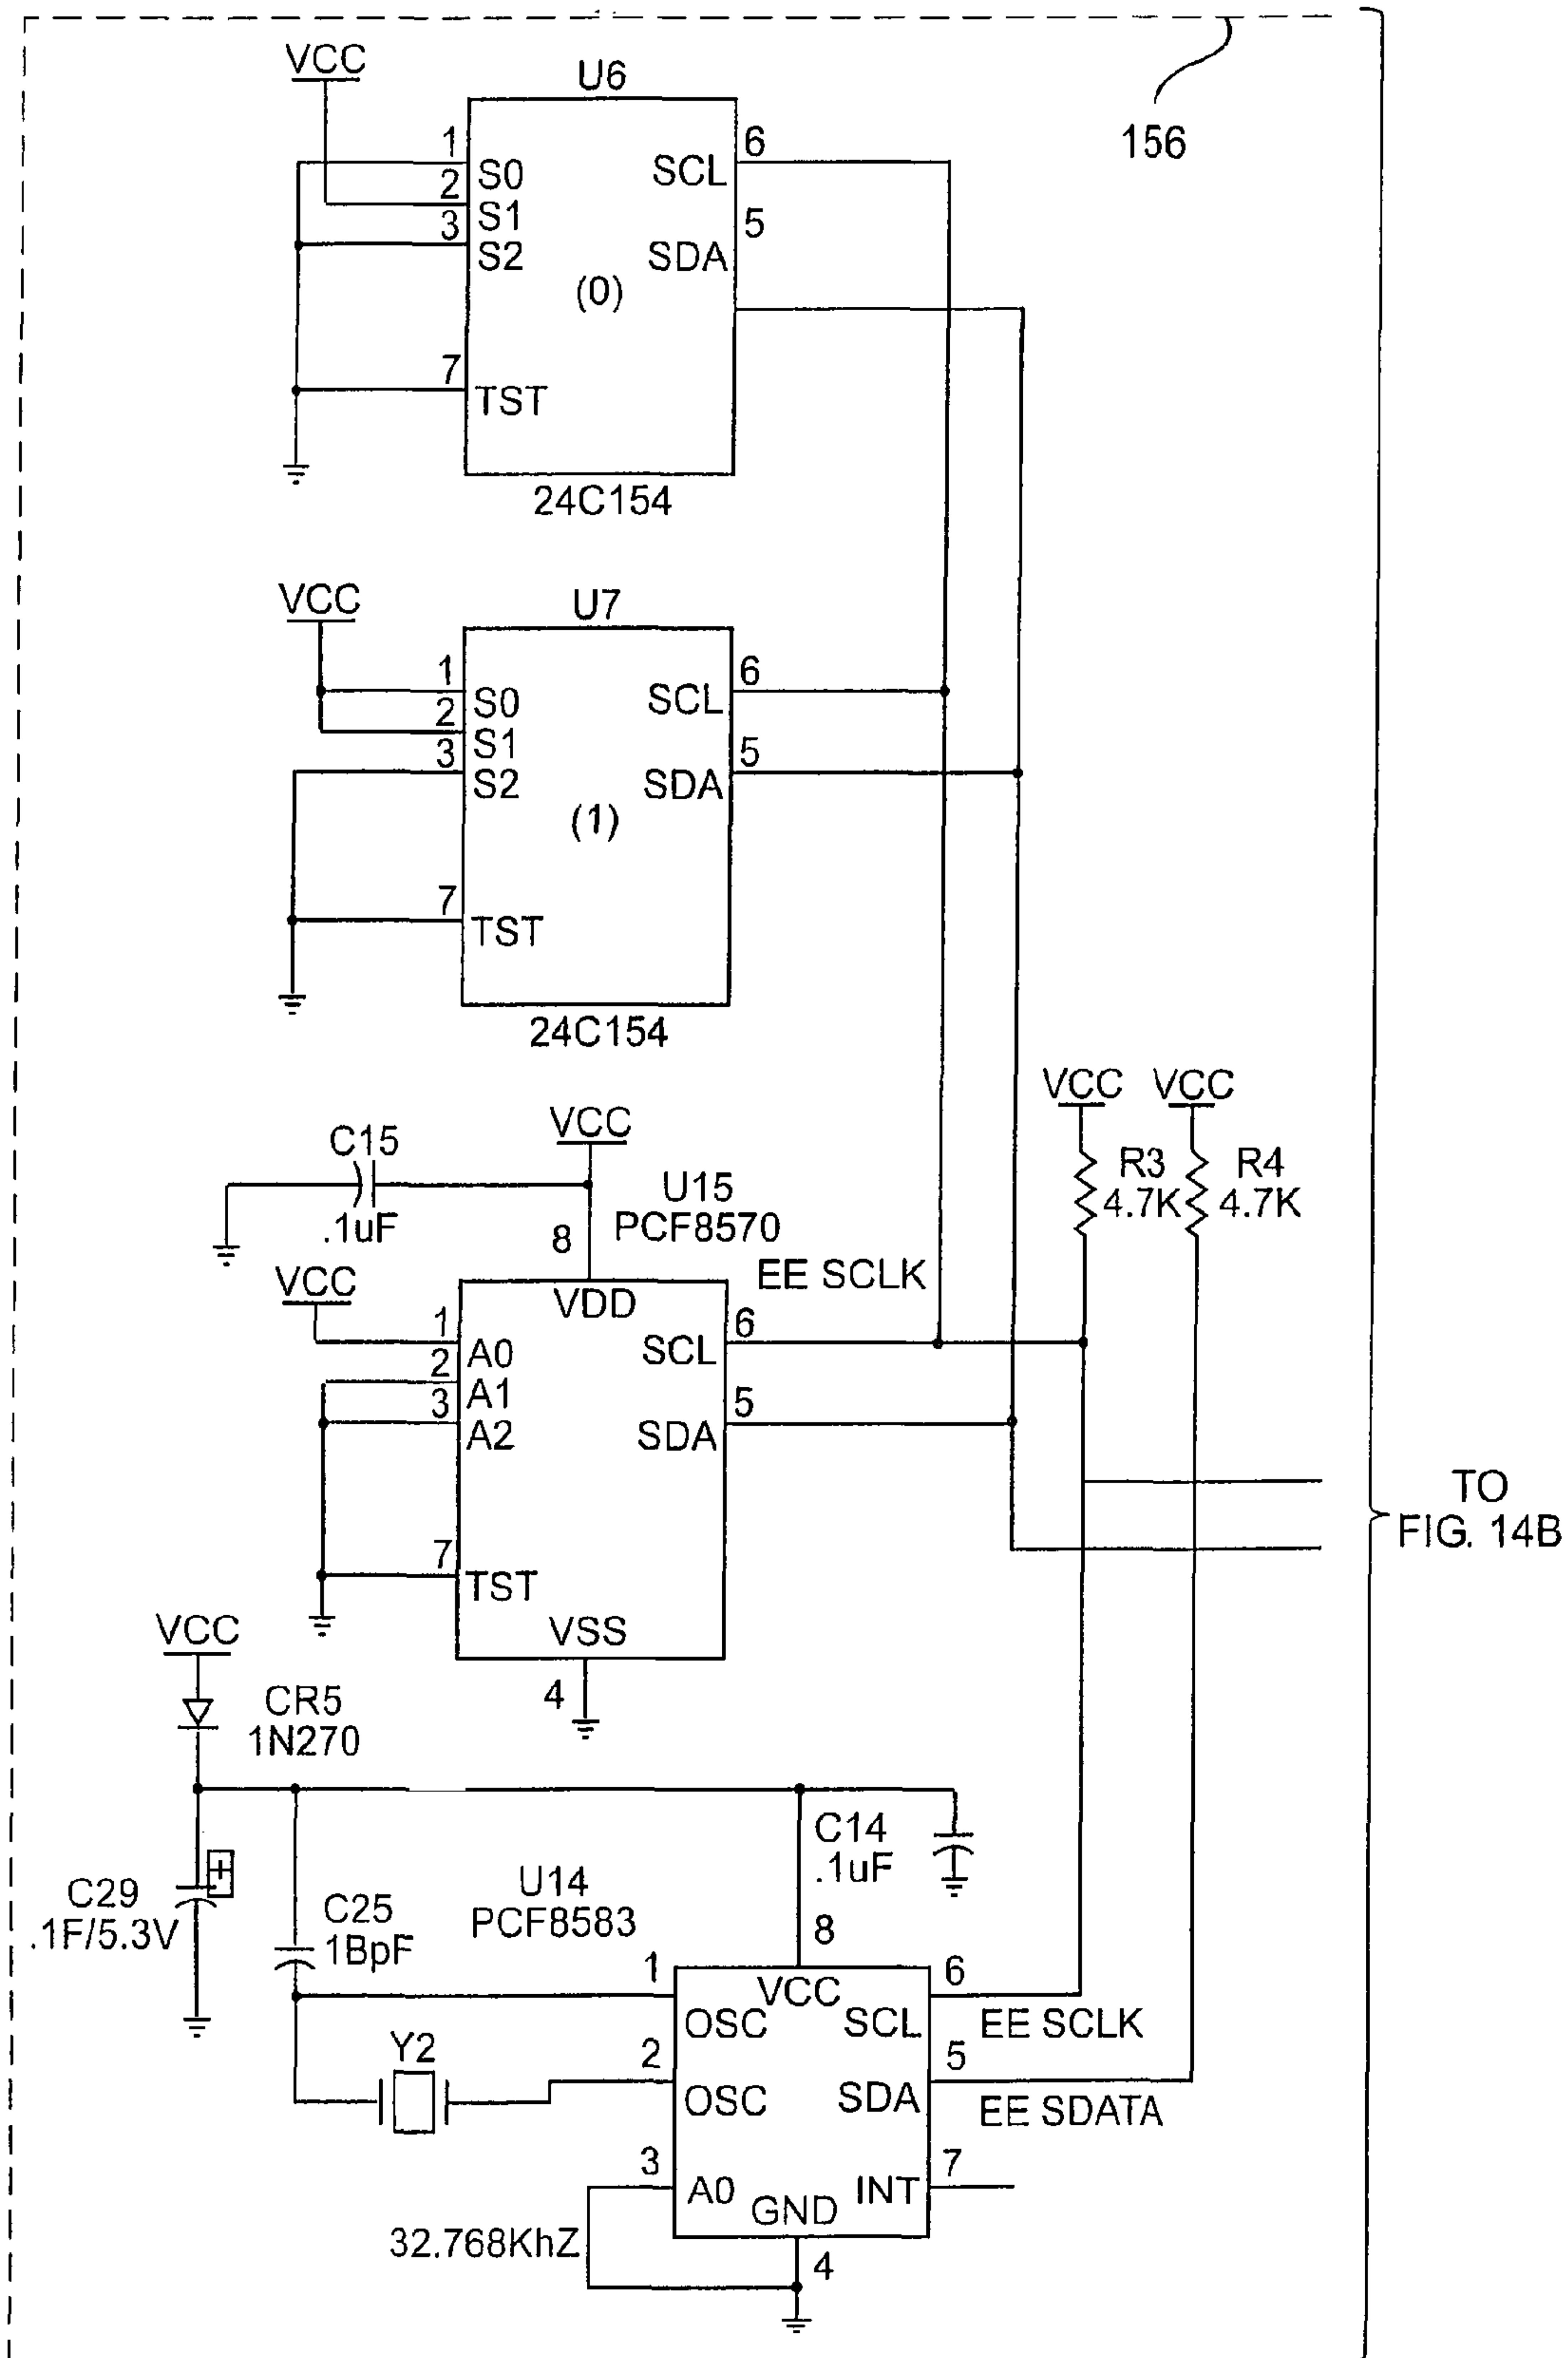 VCC
U6
156
1
S0
SCL
6
2
S1
3
S2
SDA
5
(0)
7
TST
24C154
VCC
U7
1
S0
SCL
6
2
S1
3
S2
SDA
5
(1)
7
TST
24C154
VCC VCC
R3
4.7K
R4
4.7K
C15
.1uF
VCC
8
U15
PCF8570
EE SCLK
VCC
VDD
1
A0
SCL
6
2
A1
3
A2
SDA
5
7
TST
VSS
4
TO
FIG. 14B
VCC
CR5
1N270
C14
.1uF
C29
.1F/5.3V
+
C25
1BpF
U14
PCF8583
8
VCC
1
OSC
SCL
6
EE SCLK
Y2
2
OSC
SDA
5
EE SDATA
3
A0
GND
INT
7
32.768KhZ
4